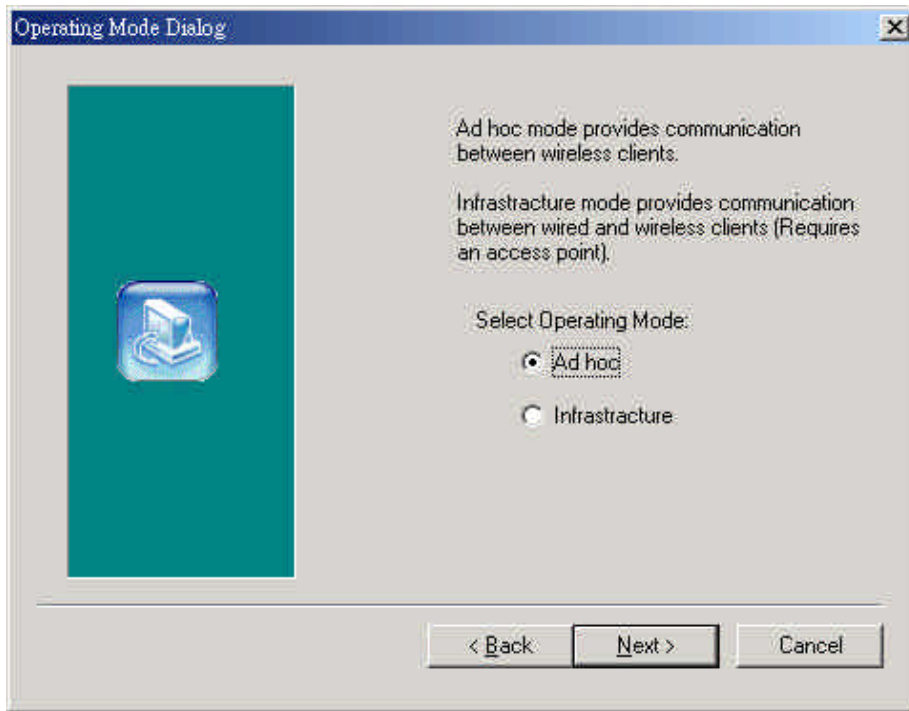 Operating Mode Dialog
Ad hoc mode provides communication
between wireless clients.
Infrastracture mode provides communication
between wired and wireless clients (Requires
an access point).
Select Operating Mode:
Ad hoc
Infrastracture
< Back
Next >
Cancel